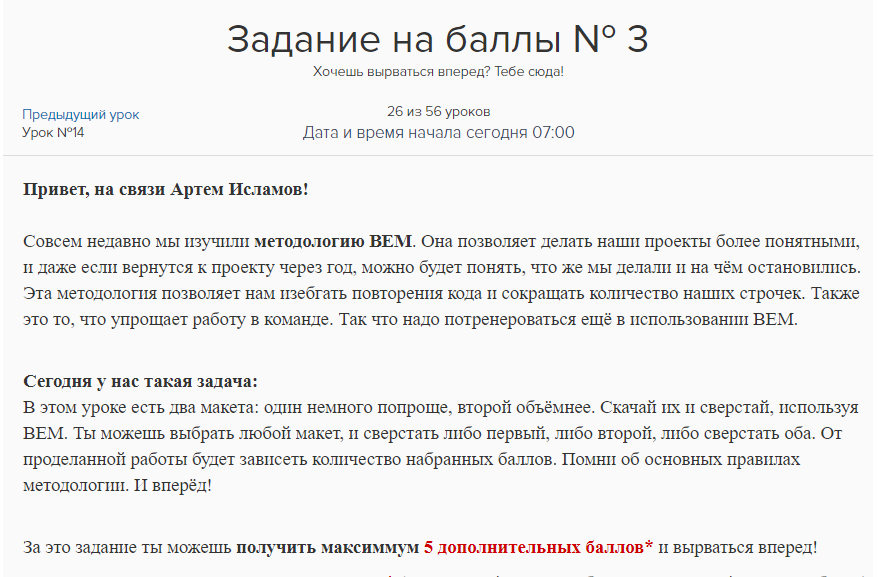 Задание на баллы № 3
Хочешь вырваться вперед? Тебе сюда!
Предыдущий урок
Урок №14
26 из 56 уроков
Дата и время начала сегодня 07:00
Привет, на связи Артем Исламов!
Совсем недавно мы изучили методологию BEM. Она позволяет делать наши проекты более понятными,
и даже если вернутся к проекту через год, можно будет понять, что же мы делали и на чём остановились.
Эта методология позволяет нам изебгать повторения кода и сокращать количество наших строчек. Также
это то, что упрощает работу в команде. Так что надо потренероваться ещё в использовании BEM.
Сегодня у нас такая задача:
В этом уроке есть два макета: один немного попроще, второй объёмнее. Скачай их и сверстай, используя
BEM. Ты можешь выбрать любой макет, и сверстать либо первый, либо второй, либо сверстать оба. От
проделанной работы будет зависеть количество набранных баллов. Помни об основных правилах
методологии. И вперёд!
За это задание ты можешь получить максиммум 5 дополнительных баллов* и вырваться вперед!